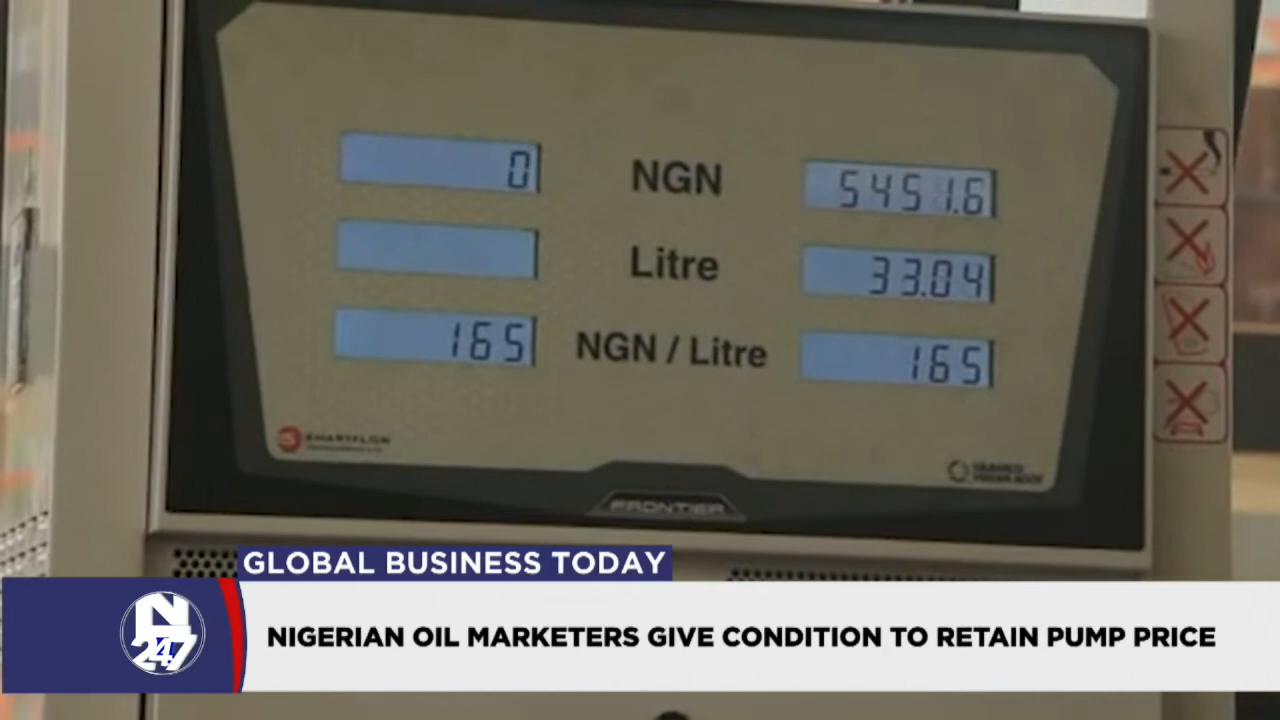 0 NGN 5451.6
Litre 33.04
165 NGN / Litre 165
FRONTIER
GLOBAL BUSINESS TODAY
N
247
NIGERIAN OIL MARKETERS GIVE CONDITION TO RETAIN PUMP PRICE